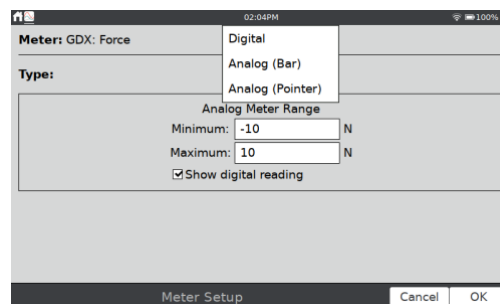 02:04PM
100%
Meter: GDX: Force
Digital
Analog (Bar)
Analog (Pointer)
Type:
Analog Meter Range
Minimum: -10 N
Maximum: 10 N
Show digital reading
Meter Setup
Cancel
OK